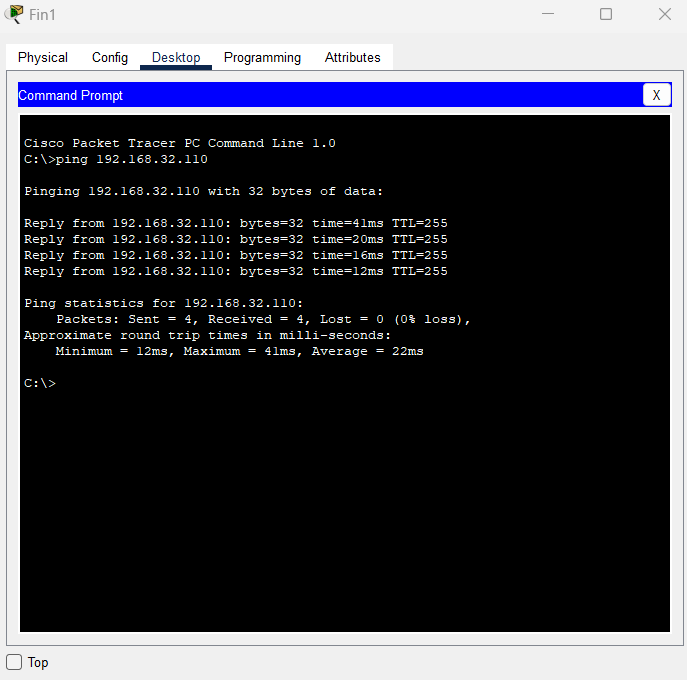 Fin1
Physical Config Desktop Programming Attributes
Command Prompt X
Cisco Packet Tracer PC Command Line 1.0
C:\>ping 192.168.32.110
Pinging 192.168.32.110 with 32 bytes of data:
Reply from 192.168.32.110: bytes=32 time=41ms TTL=255
Reply from 192.168.32.110: bytes=32 time=20ms TTL=255
Reply from 192.168.32.110: bytes=32 time=16ms TTL=255
Reply from 192.168.32.110: bytes=32 time=12ms TTL=255
Ping statistics for 192.168.32.110:
    Packets: Sent = 4, Received = 4, Lost = 0 (0% loss),
Approximate round trip times in milli-seconds:
    Minimum = 12ms, Maximum = 41ms, Average = 22ms
C:\>
Top